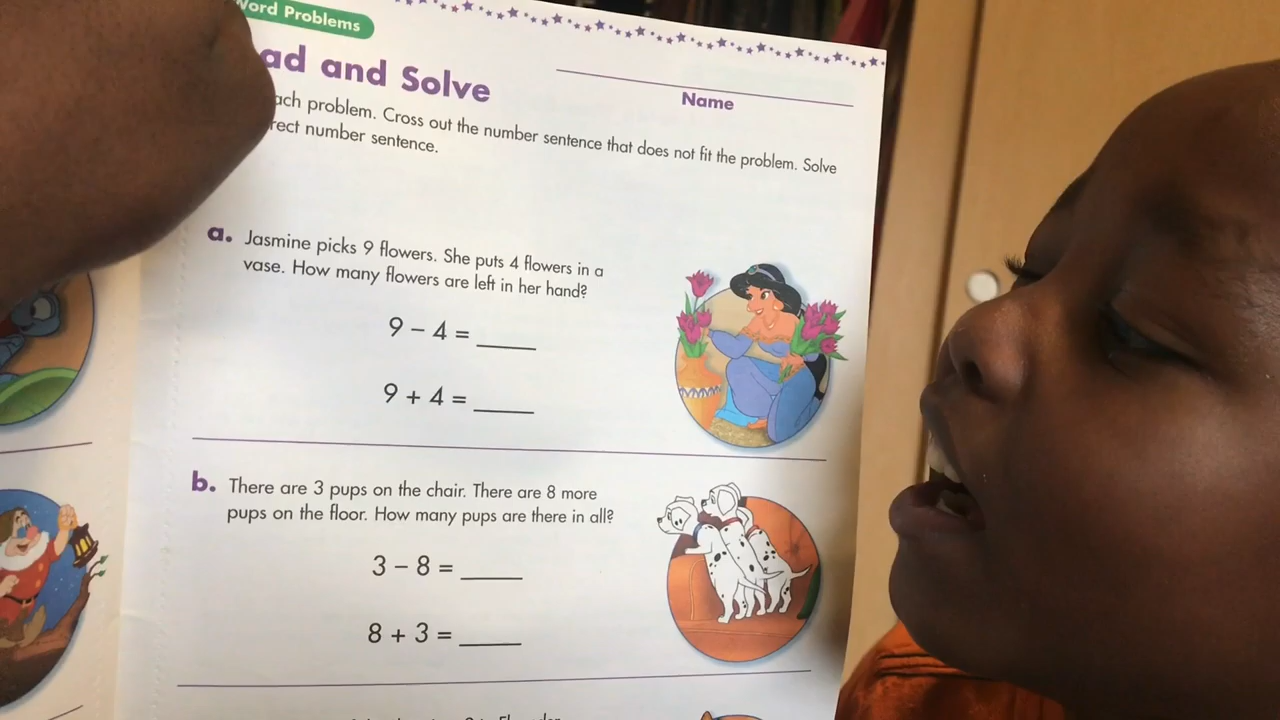 Word Problems
ad and Solve
Name
ach problem. Cross out the number sentence that does not fit the problem. Solve
rect number sentence.
a. Jasmine picks 9 flowers. She puts 4 flowers in a
vase. How many flowers are left in her hand?
9 – 4 = ____
9 + 4 = ____
b. There are 3 pups on the chair. There are 8 more
pups on the floor. How many pups are there in all?
3 – 8 = ____
8 + 3 = ____